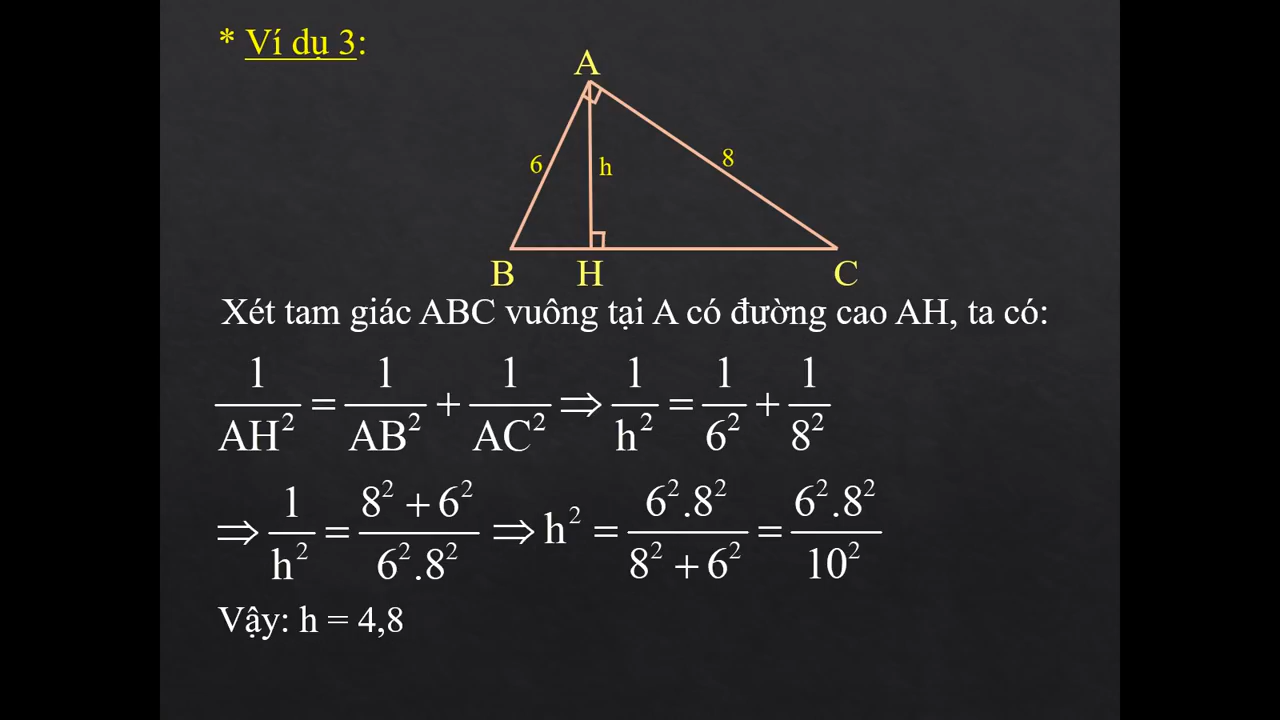 * Ví dụ 3:
A
6
h
8
B H C
Xét tam giác ABC vuông tại A có đường cao AH, ta có:
1/AH² = 1/AB² + 1/AC² ⇒ 1/h² = 1/6² + 1/8²
⇒ 1/h² = (8² + 6²)/(6².8²) ⇒ h² = (6².8²)/(8² + 6²) = (6².8²)/10²
Vậy: h = 4,8